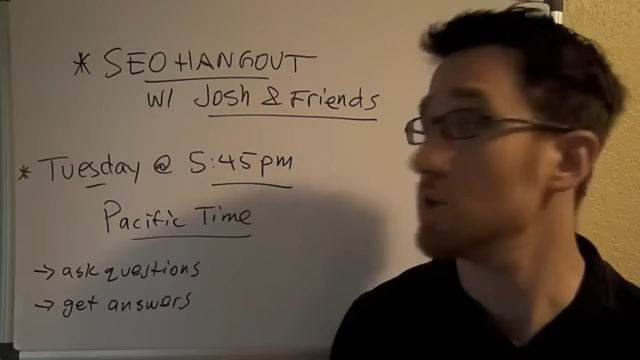 * SEO HANGOUT
w/ Josh & Friends
* Tuesday @ 5:45pm
Pacific Time
→ ask questions
→ get answers